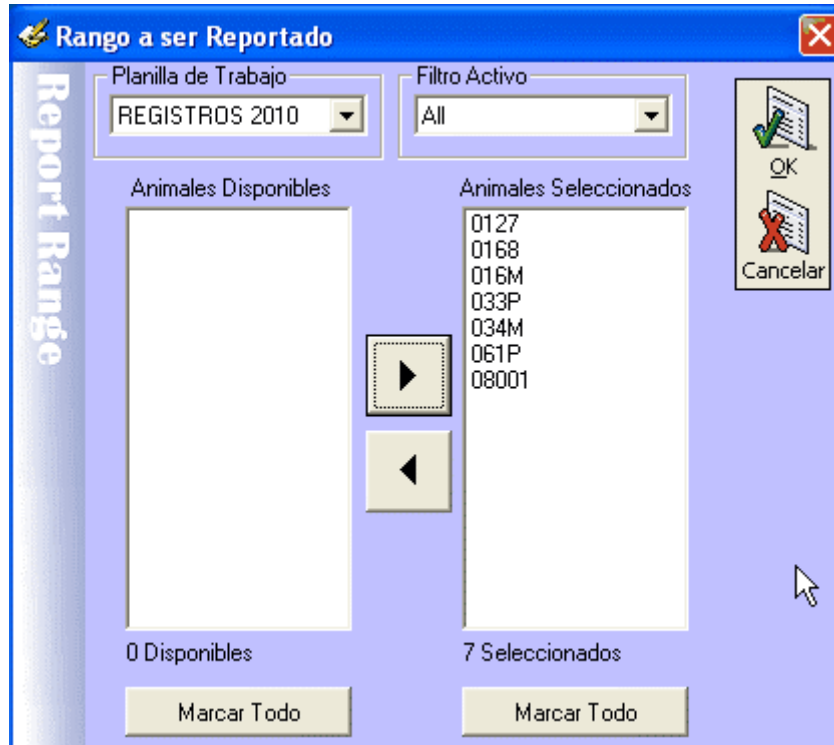 Rango a ser Reportado
Report Range
Planilla de Trabajo
REGISTROS 2010
Filtro Activo
All
OK
Cancelar
Animales Disponibles
0 Disponibles
Marcar Todo
Animales Seleccionados
0127
0168
016M
033P
034M
061P
08001
7 Seleccionados
Marcar Todo